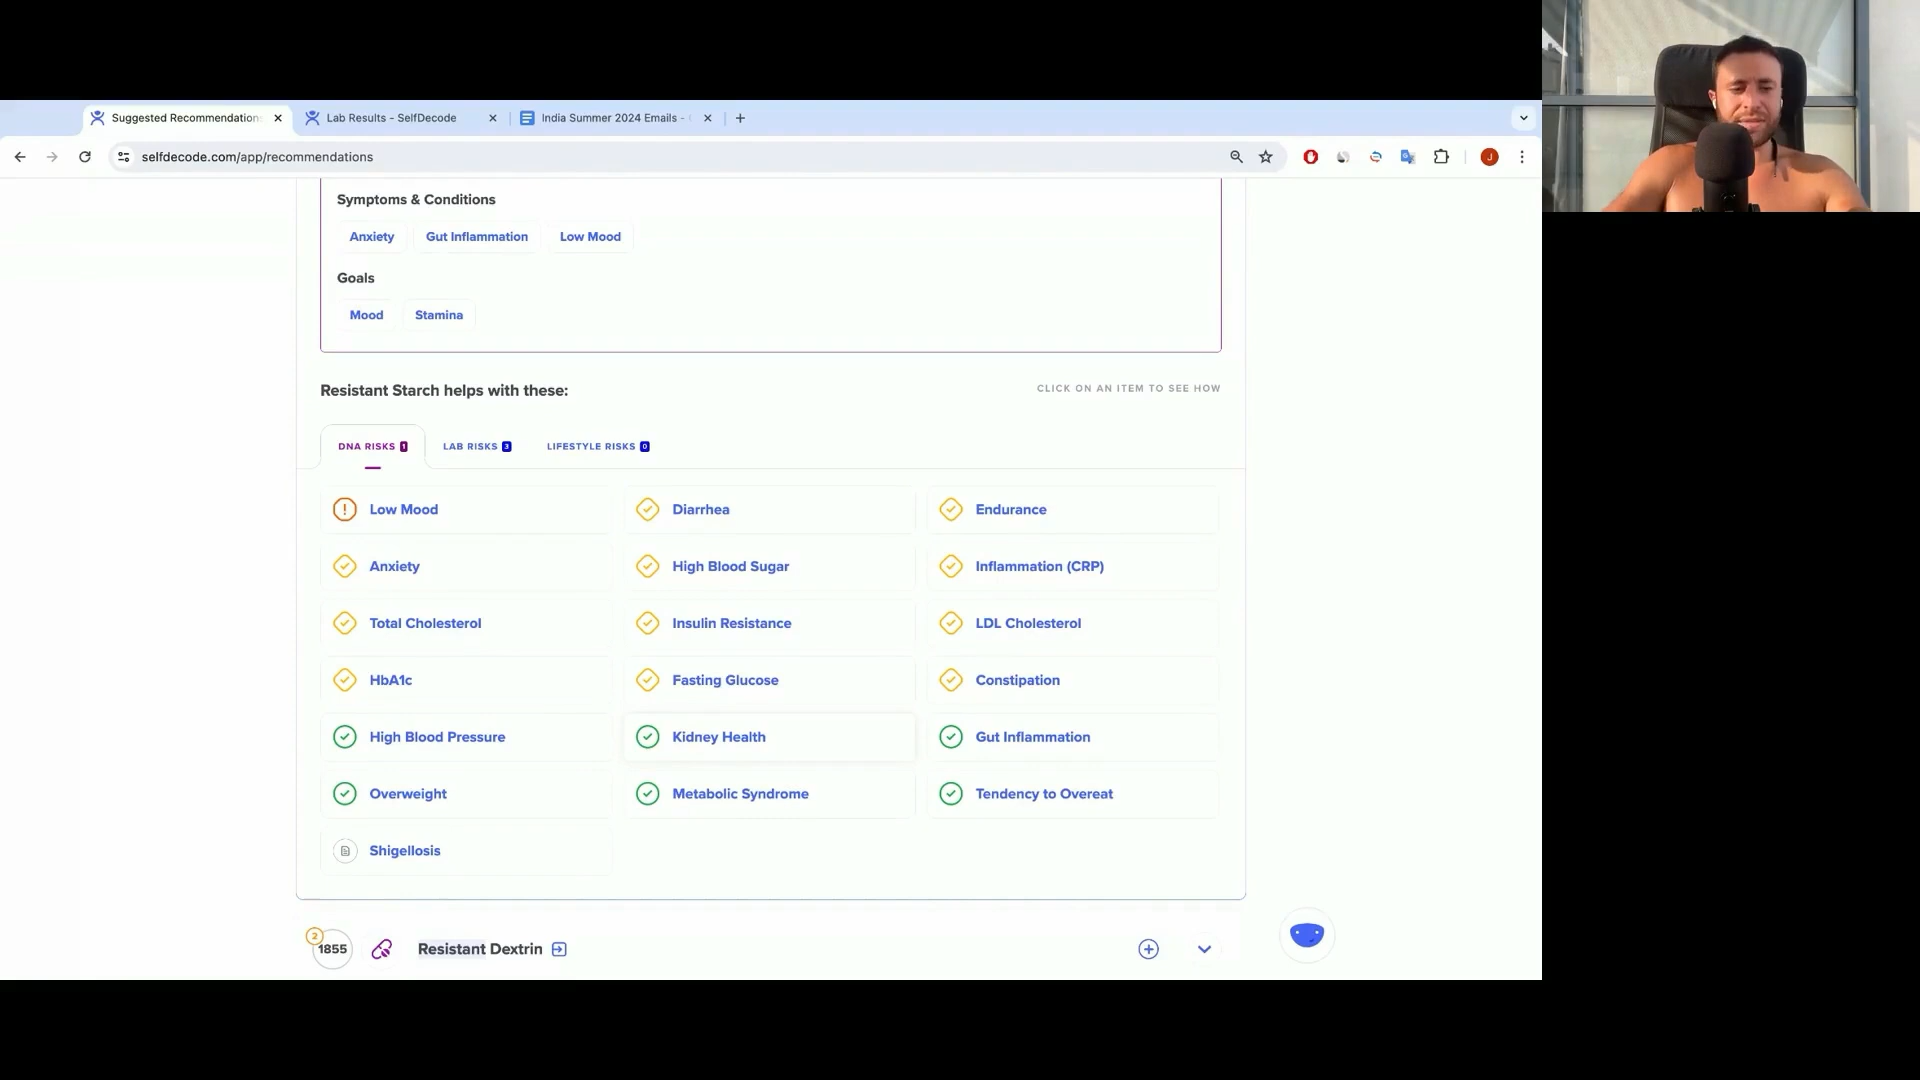 Suggested Recommendation
Lab Results - SelfDecode
India Summer 2024 Emails -
selfdecode.com/app/recommendations
J
Symptoms & Conditions
Anxiety Gut Inflammation Low Mood
Goals
Mood Stamina
Resistant Starch helps with these:
CLICK ON AN ITEM TO SEE HOW
DNA RISKS 1 LAB RISKS 3 LIFESTYLE RISKS 0
Low Mood Diarrhea Endurance
Anxiety High Blood Sugar Inflammation (CRP)
Total Cholesterol Insulin Resistance LDL Cholesterol
HbA1c Fasting Glucose Constipation
High Blood Pressure Kidney Health Gut Inflammation
Overweight Metabolic Syndrome Tendency to Overeat
Shigellosis
2
1855 Resistant Dextrin